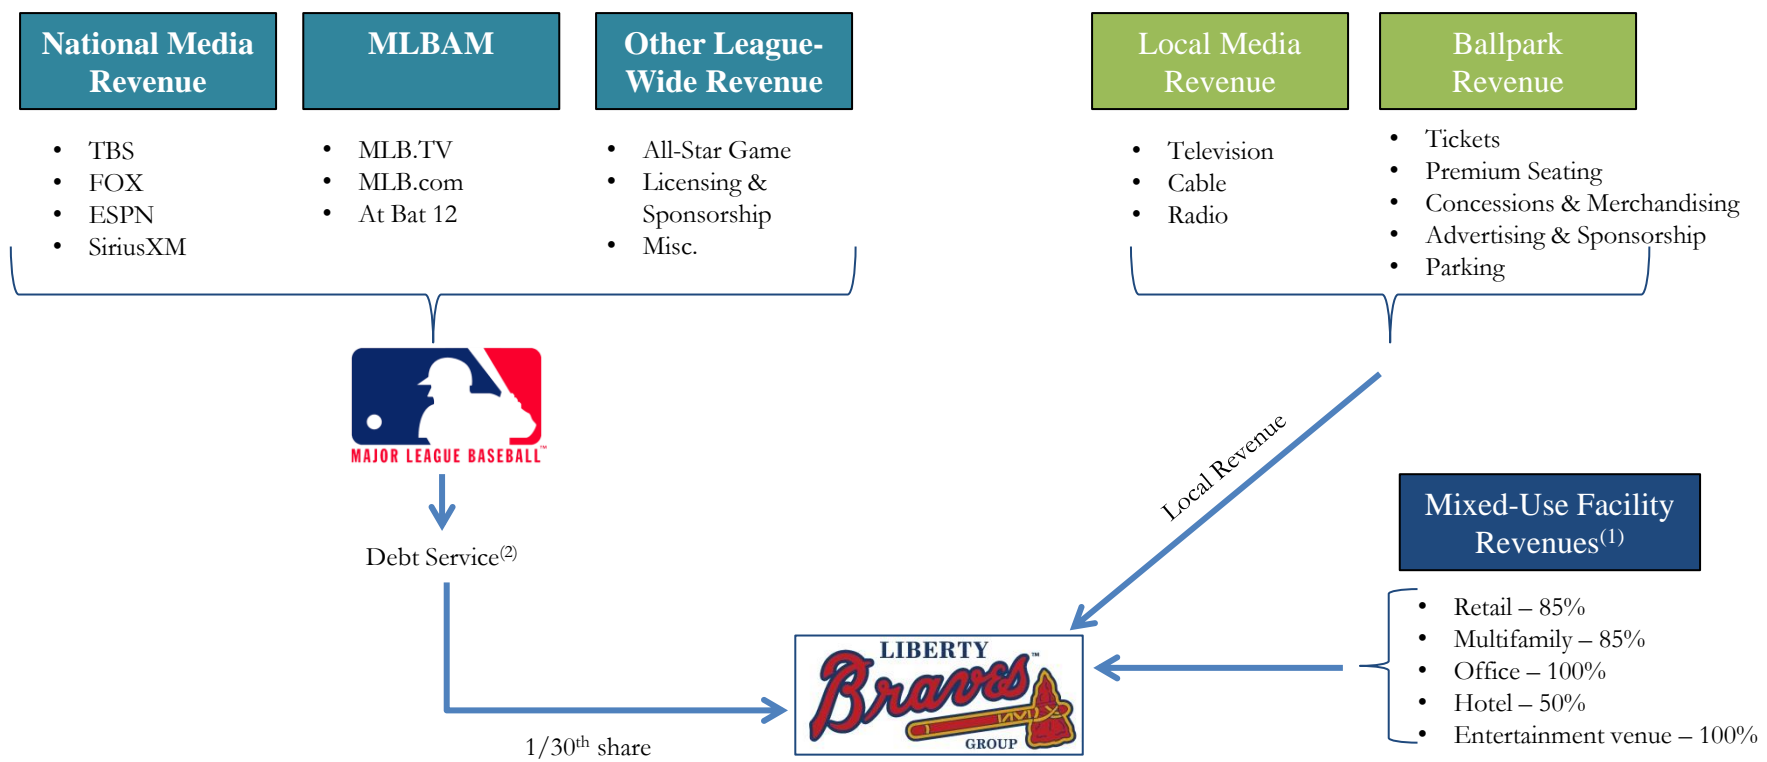 National Media
Revenue
MLBAM
Other League-
Wide Revenue
Local Media
Revenue
Ballpark
Revenue
• TBS
• FOX
• ESPN
• SiriusXM
• MLB.TV
• MLB.com
• At Bat 12
• All-Star Game
• Licensing &
Sponsorship
• Misc.
• Television
• Cable
• Radio
• Tickets
• Premium Seating
• Concessions & Merchandising
• Advertising & Sponsorship
• Parking
MAJOR LEAGUE BASEBALL™
Debt Service(2)
1/30th share
Local Revenue
Mixed-Use Facility
Revenues(1)
• Retail – 85%
• Multifamily – 85%
• Office – 100%
• Hotel – 50%
• Entertainment venue – 100%
LIBERTY
Braves™
GROUP